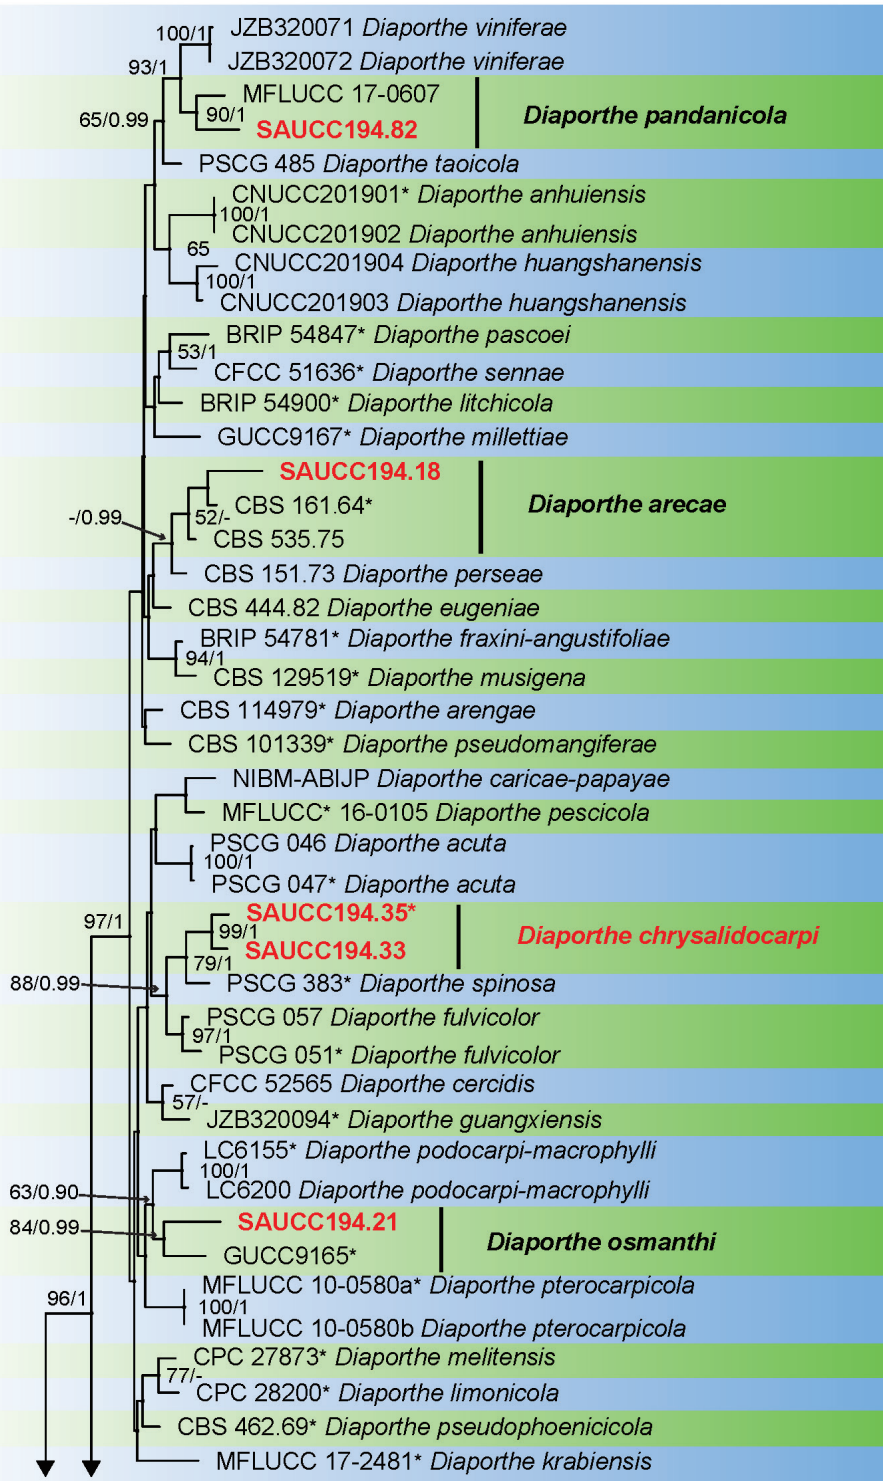 100/1
JZB320071 Diaporthe viniferae
JZB320072 Diaporthe viniferae
93/1
MFLUCC 17-0607
90/1
SAUCC194.82
Diaporthe pandanicola
65/0.99
PSCG 485 Diaporthe taoicola
CNUCC201901* Diaporthe anhuiensis
100/1
CNUCC201902 Diaporthe anhuiensis
65
CNUCC201904 Diaporthe huangshanensis
100/1
CNUCC201903 Diaporthe huangshanensis
BRIP 54847* Diaporthe pascoei
53/1
CFCC 51636* Diaporthe sennae
BRIP 54900* Diaporthe litchicola
GUCC9167* Diaporthe millettiae
SAUCC194.18
CBS 161.64*
Diaporthe arecae
-/0.99
52/-
CBS 535.75
CBS 151.73 Diaporthe perseae
CBS 444.82 Diaporthe eugeniae
BRIP 54781* Diaporthe fraxini-angustifoliae
94/1
CBS 129519* Diaporthe musigena
CBS 114979* Diaporthe arengae
CBS 101339* Diaporthe pseudomangiferae
NIBM-ABIJP Diaporthe caricae-papayae
MFLUCC* 16-0105 Diaporthe pescicola
PSCG 046 Diaporthe acuta
100/1
PSCG 047* Diaporthe acuta
97/1
SAUCC194.35*
99/1
SAUCC194.33
Diaporthe chrysalidocarpi
79/1
88/0.99
PSCG 383* Diaporthe spinosa
PSCG 057 Diaporthe fulvicolor
97/1
PSCG 051* Diaporthe fulvicolor
CFCC 52565 Diaporthe cercidis
57/-
JZB320094* Diaporthe guangxiensis
LC6155* Diaporthe podocarpi-macrophylli
100/1
LC6200 Diaporthe podocarpi-macrophylli
63/0.90
84/0.99
SAUCC194.21
GUCC9165*
Diaporthe osmanthi
MFLUCC 10-0580a* Diaporthe pterocarpicola
96/1
100/1
MFLUCC 10-0580b Diaporthe pterocarpicola
CPC 27873* Diaporthe melitensis
77/-
CPC 28200* Diaporthe limonicola
CBS 462.69* Diaporthe pseudophoenicicola
MFLUCC 17-2481* Diaporthe krabiensis